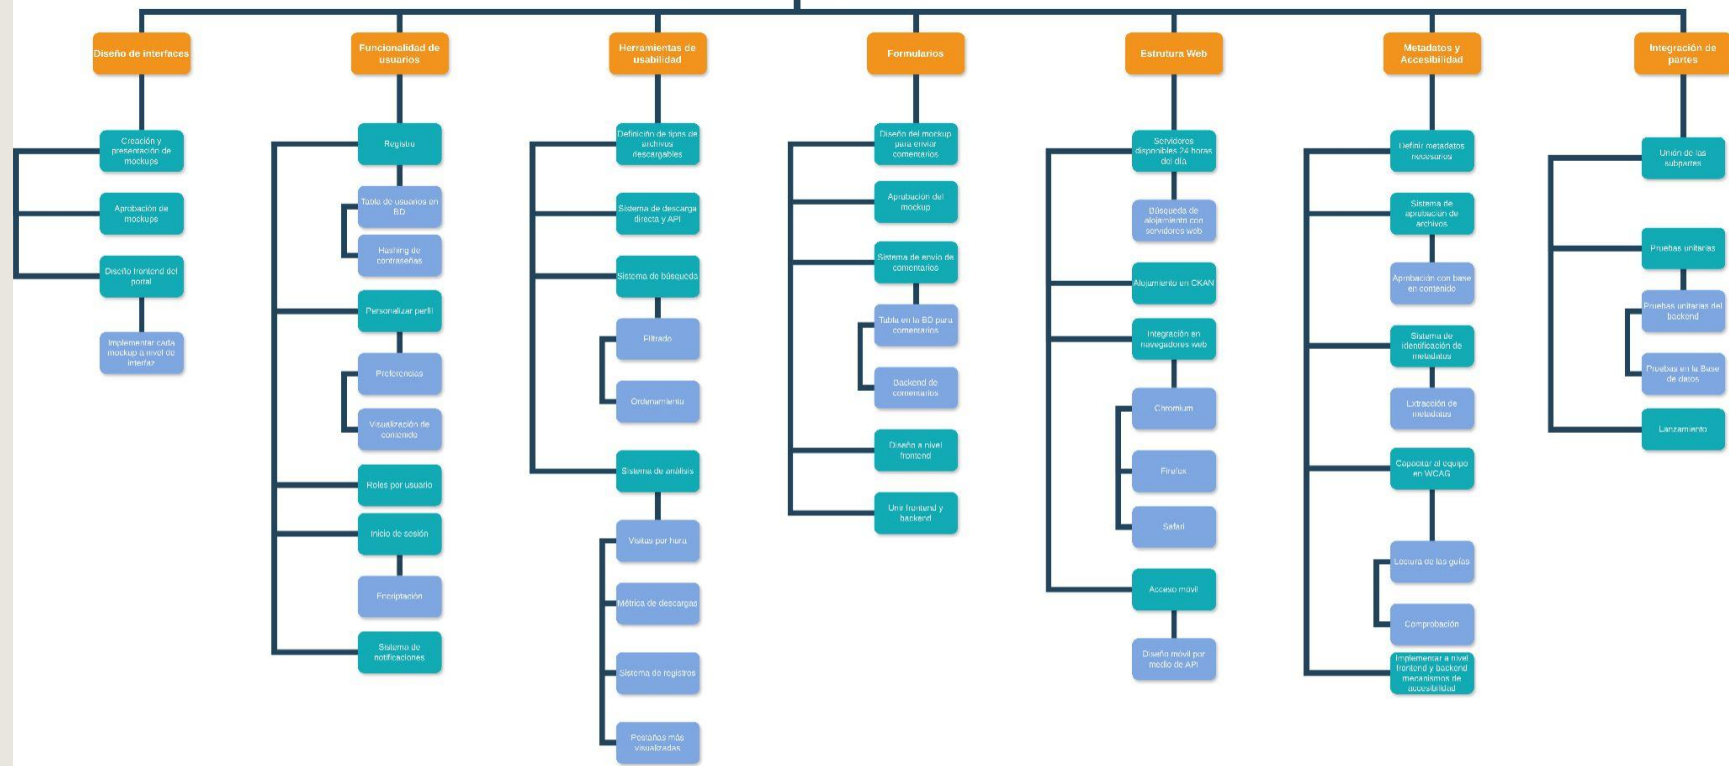 Diseño de interfaces
Creación y
presentación de
mockups
Aprobación de
mockups
Diseño frontend del
portal
Implementar cada
mockup a nivel de
interfaz
Funcionalidad de
usuarios
Registro
Tabla de usuarios en
BD
Hashing de
contraseñas
Personalizar perfil
Preferencias
Visualización de
contenido
Roles por usuario
Inicio de sesión
Encriptación
Sistema de
notificaciones
Herramientas de
usabilidad
Definición de tipos de
archivos
descargables
Sistema de descarga
directa y API
Sistema de búsqueda
Filtrado
Ordenamiento
Sistema de análisis
Visitas por hora
Métrica de descargas
Sistema de registros
Pestañas más
visualizadas
Formularios
Diseño del mockup
para enviar
comentarios
Aprobación del
mockup
Sistema de envío de
comentarios
Tabla en la BD para
comentarios
Backend de
comentarios
Diseño a nivel
frontend
Unir frontend y
backend
Estrutura Web
Servidores
disponibles 24 horas
del día
Búsqueda de
alojamiento con
servidores web
Alojamiento en CKAN
Integración en
navegadores web
Chromium
Firefox
Safari
Acceso móvil
Diseño móvil por
medio de API
Metadatos y
Accesibilidad
Definir metadatos
necesarios
Sistema de
aprobación de
archivos
Aprobación con base
en contenido
Sistema de
identificación de
metadatos
Extracción de
metadatos
Capacitar al equipo
en WCAG
Lectura de las guías
Comprobación
Implementar a nivel
frontend y backend
mecanismos de
accesibilidad
Integración de
partes
Unión de las
subpartes
Pruebas unitarias
Pruebas unitarias del
backend
Pruebas en la Base
de datos
Lanzamiento